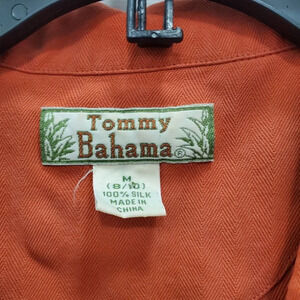 Tommy
Bahama®
M
(8/10)
100% SILK
MADE IN
CHINA